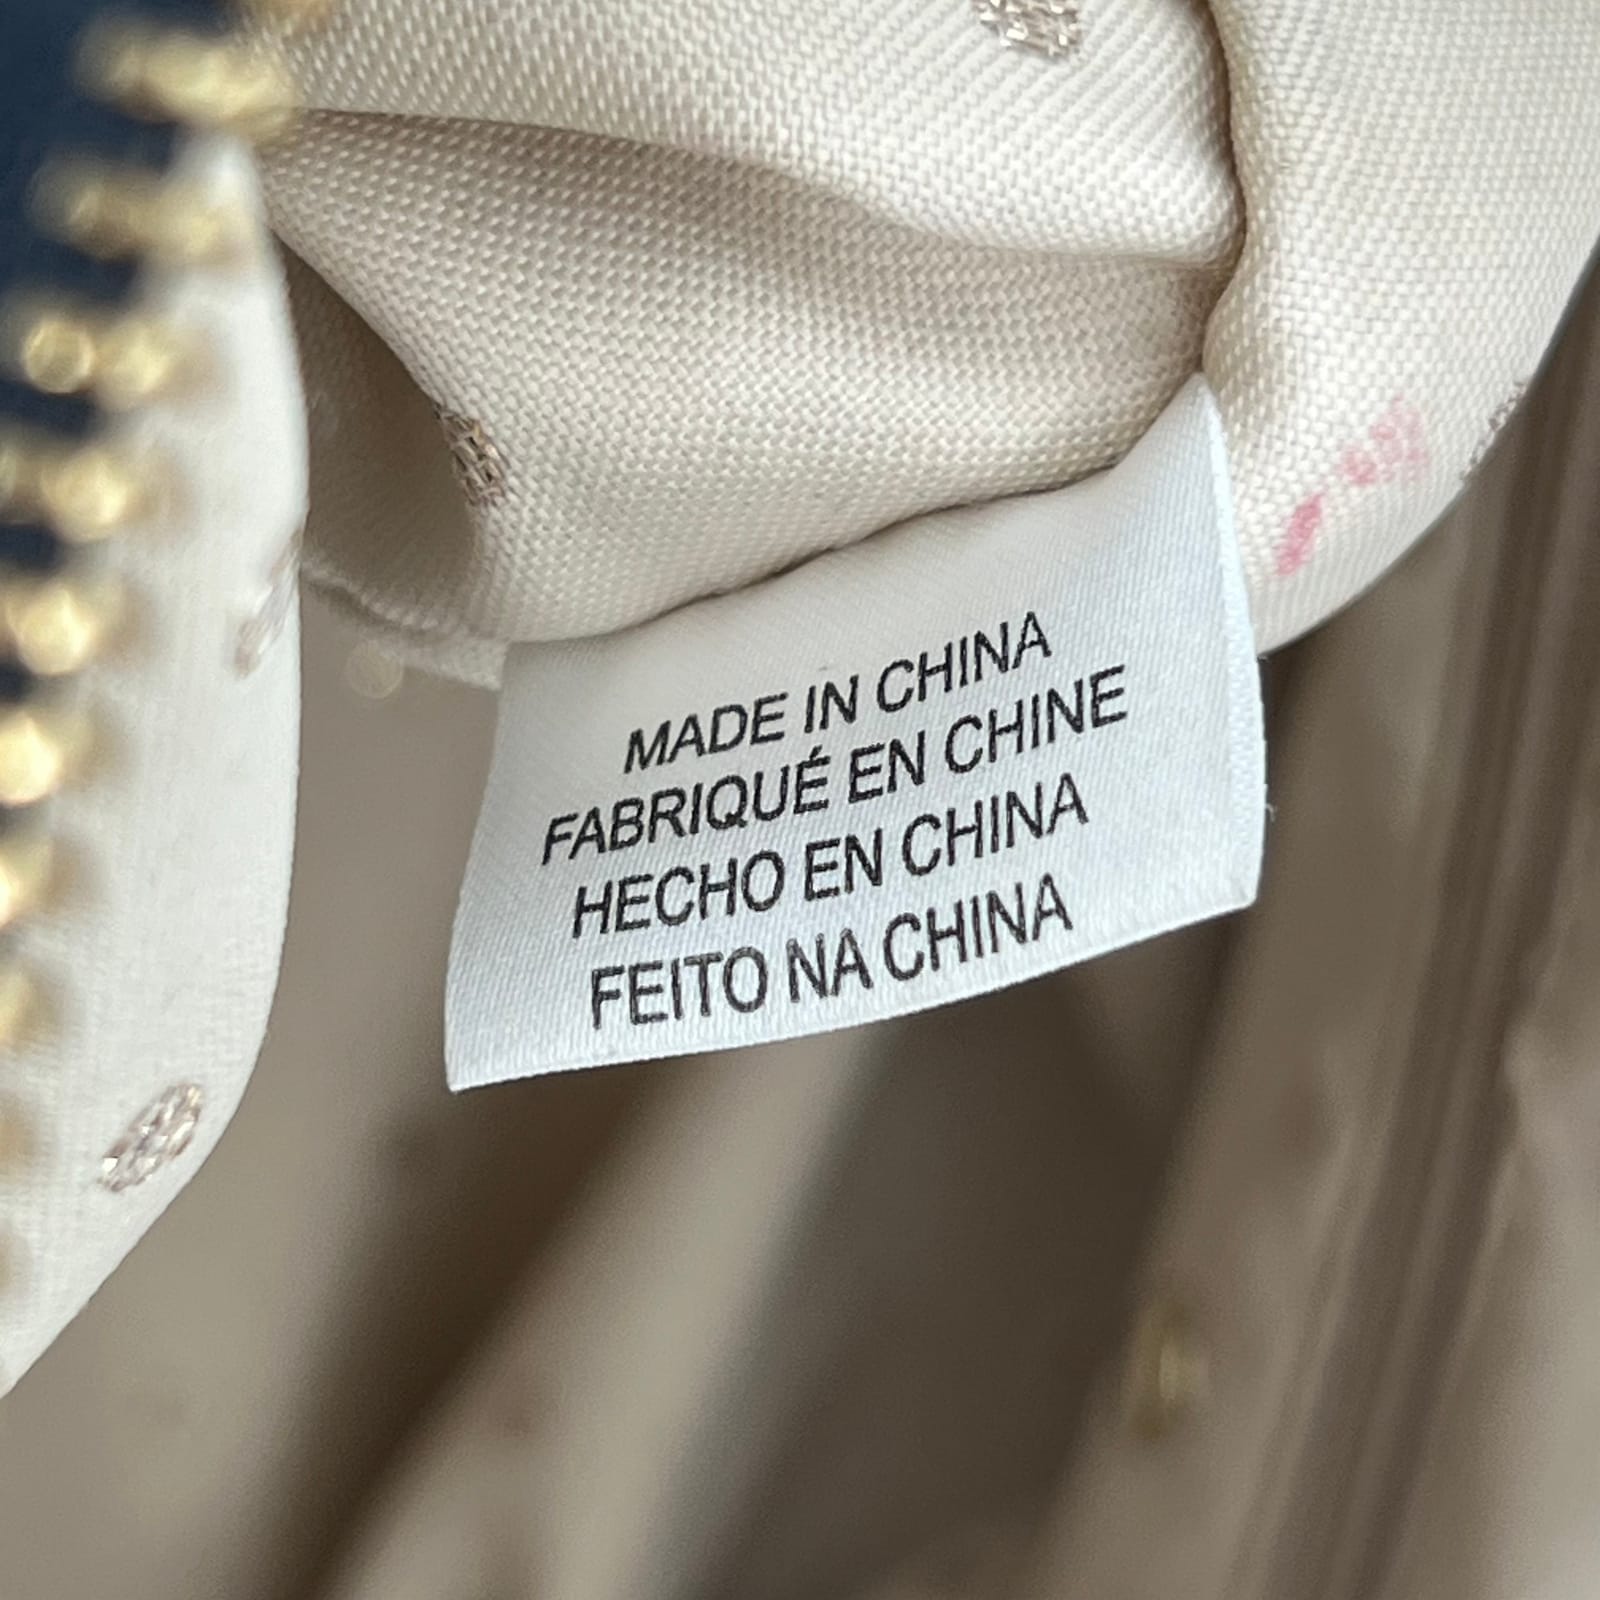 MADE IN CHINA
FABRIQUÉ EN CHINE
HECHO EN CHINA
FEITO NA CHINA